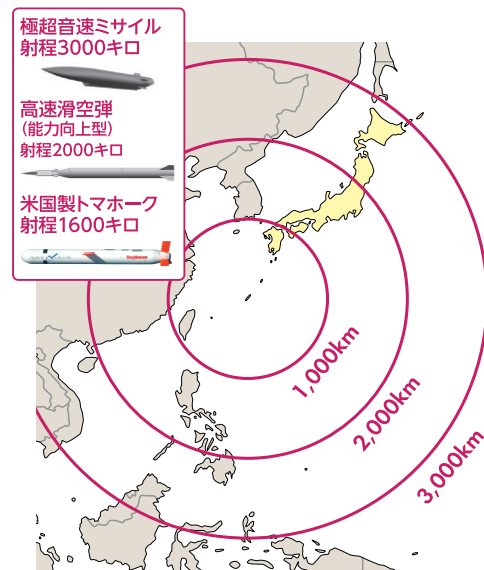 極超音速ミサイル
射程3000キロ
高速滑空弾
（能力向上型）
射程2000キロ
米国製トマホーク
射程1600キロ
1,000km
2,000km
3,000km